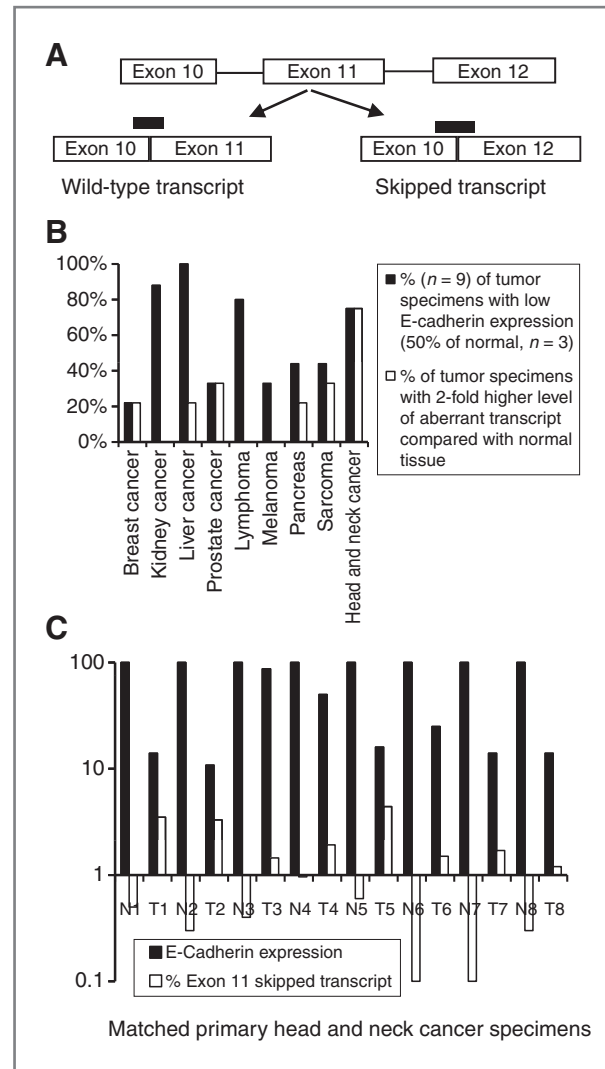 A
Exon 10 Exon 11 Exon 12
Exon 10 Exon 11 Exon 10 Exon 12
Wild-type transcript Skipped transcript
B
100%
80%
60%
40%
20%
0%
Breast cancer
Kidney cancer
Liver cancer
Prostate cancer
Lymphoma
Melanoma
Pancreas
Sarcoma
Head and neck cancer
% (n = 9) of tumor
specimens with low
E-cadherin expression
(50% of normal, n = 3)
% of tumor specimens
with 2-fold higher level
of aberrant transcript
compared with normal
tissue
C
100
10
1
0.1
N1 T1 N2 T2 N3 T3 N4 T4 N5 T5 N6 T6 N7 T7 N8 T8
E-Cadherin expression
% Exon 11 skipped transcript
Matched primary head and neck cancer specimens